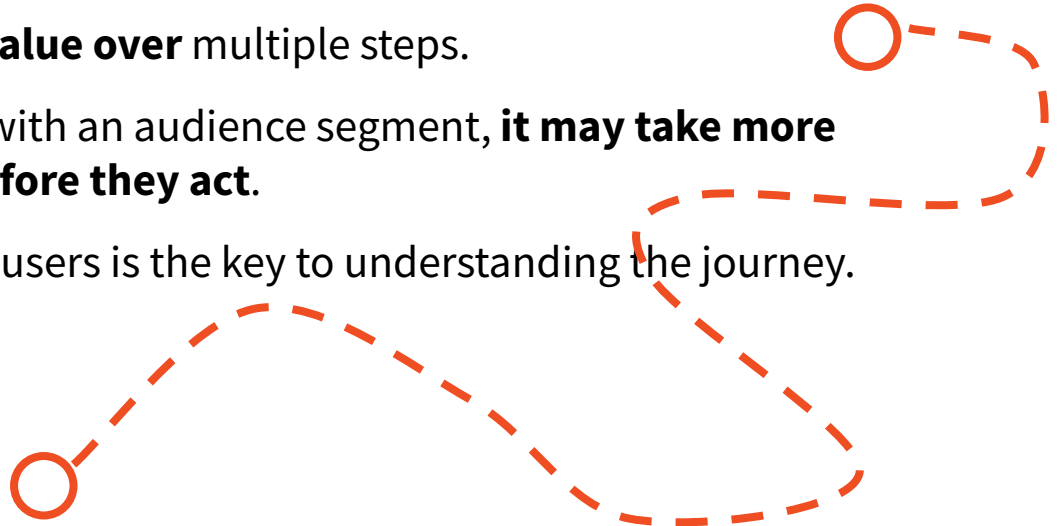 alue over multiple steps.
with an audience segment, it may take more
fore they act.
users is the key to understanding the journey.